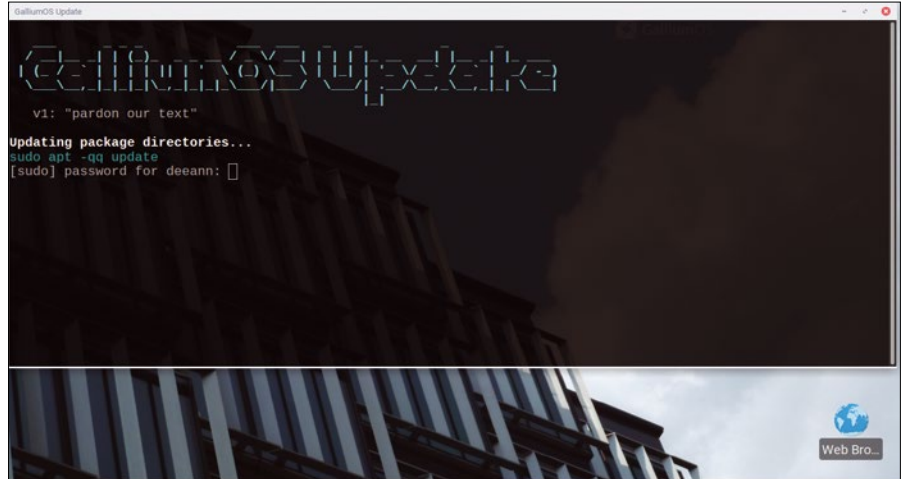 GalliumOS Update
GalliumOS Update
v1: "pardon our text"
Updating package directories...
sudo apt -qq update
[sudo] password for deeann:
Web Bro...